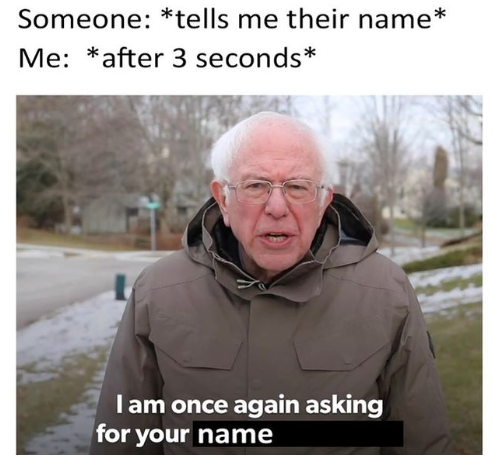 Someone: *tells me their name*
Me:  *after 3 seconds*
I am once again asking
for your name